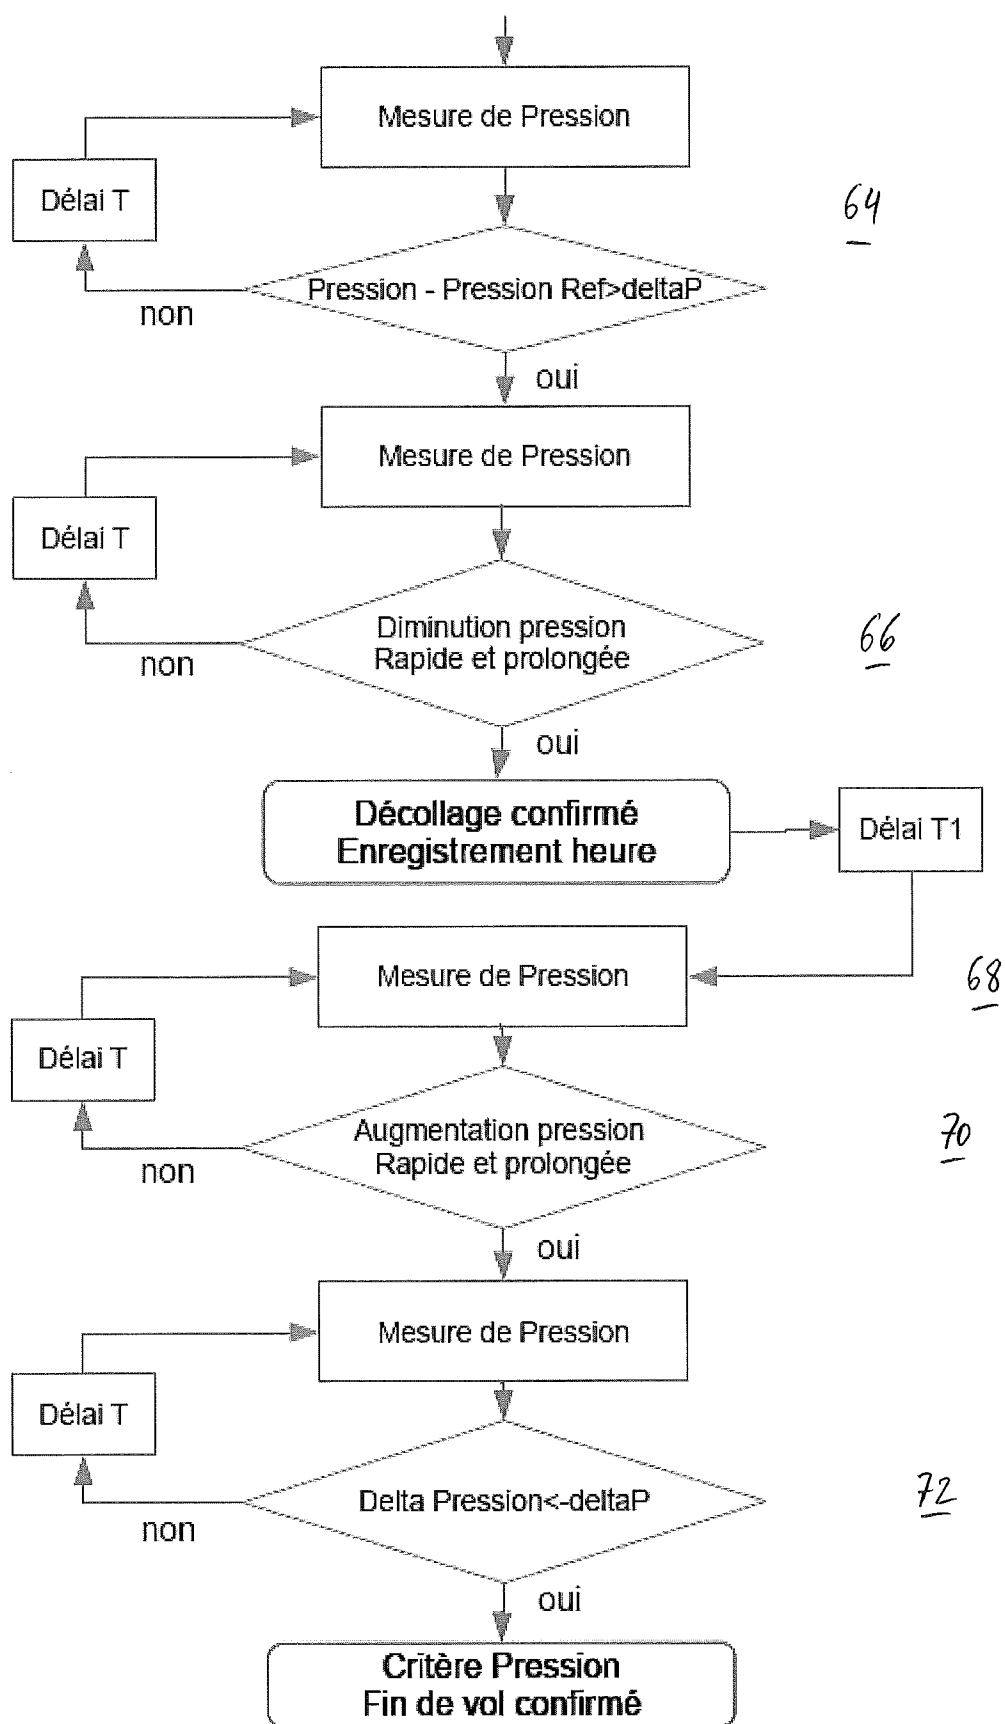 Mesure de Pression
Délai T
64
Pression - Pression Ref>deltaP
non
oui
Mesure de Pression
Délai T
Diminution pression
Rapide et prolongée
66
non
oui
Décollage confirmé
Enregistrement heure
Délai T1
Mesure de Pression
68
Délai T
Augmentation pression
Rapide et prolongée
70
non
oui
Mesure de Pression
Délai T
Delta Pression<-deltaP
72
non
oui
Critère Pression
Fin de vol confirmé